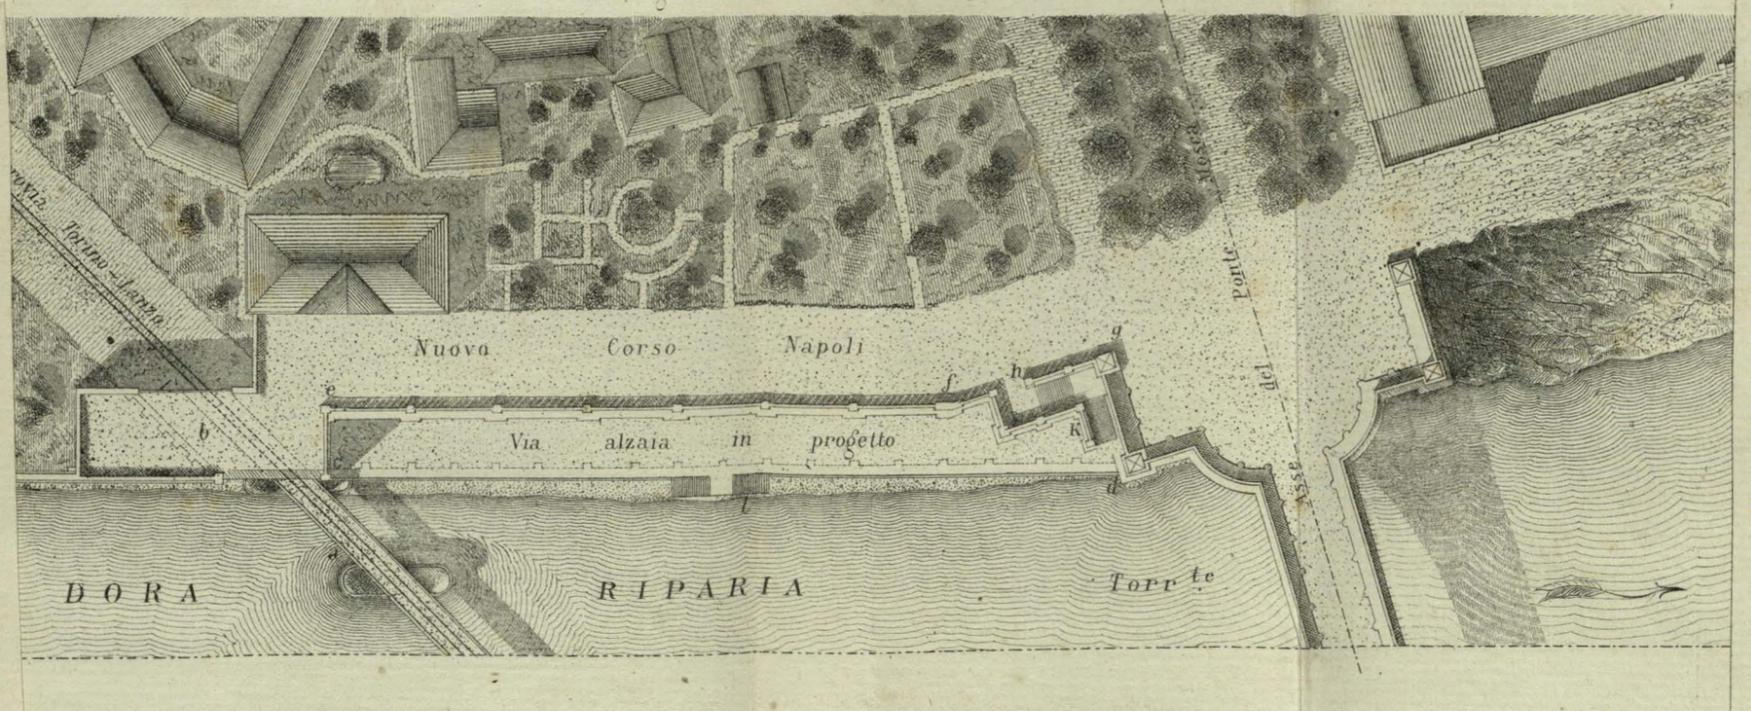 Torino-Lanzo
Asse del Ponte Mosca
Nuovo Corso Napoli
e
f
h
g
b
Via alzaia in progetto
K
c
d
l
a
DORA RIPARIA Torr.te